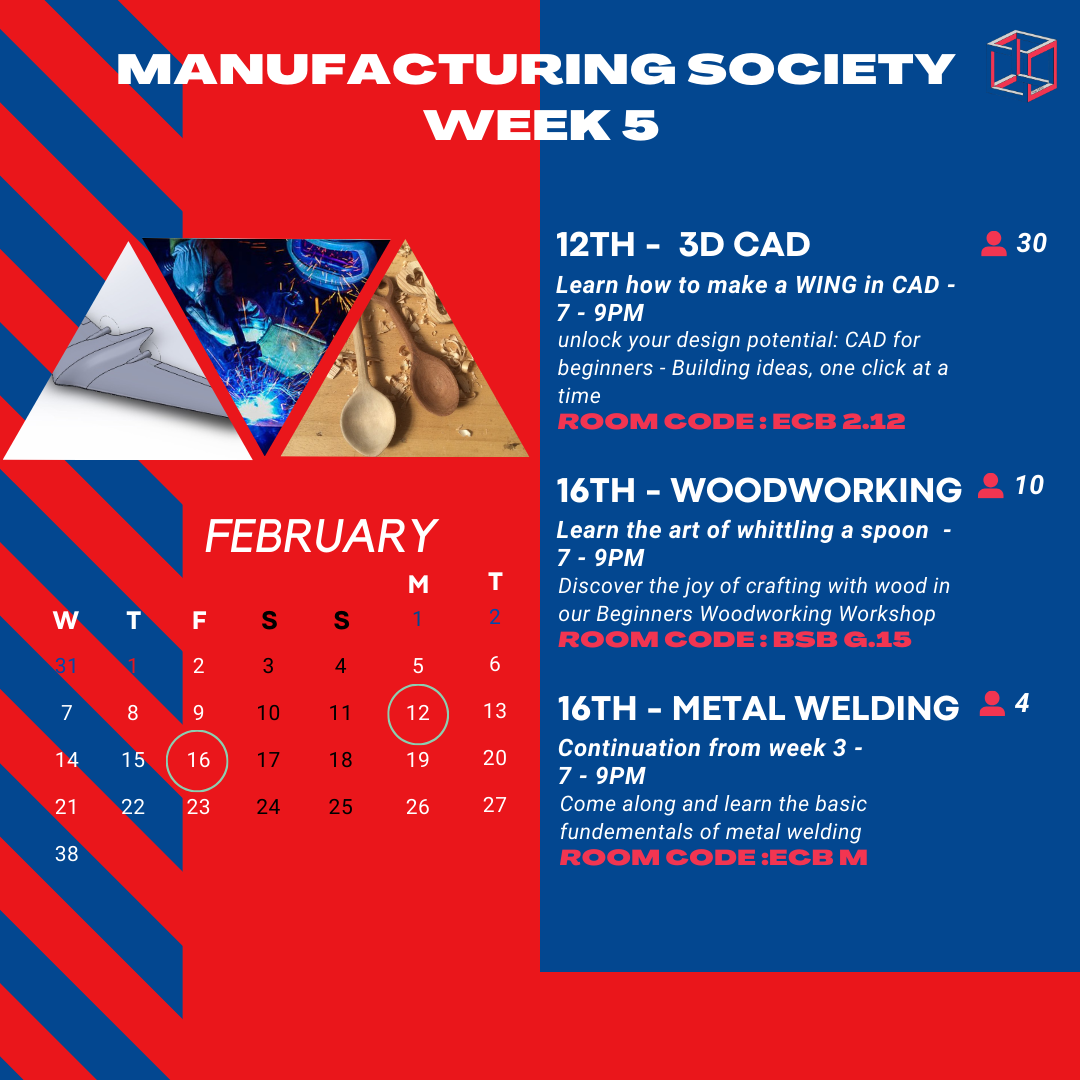 MANUFACTURING SOCIETY
WEEK 5
12TH - 3D CAD
30
Learn how to make a WING in CAD -
7 - 9PM
unlock your design potential: CAD for
beginners - Building ideas, one click at a
time
ROOM CODE : ECB 2.12
16TH - WOODWORKING
10
Learn the art of whittling a spoon -
7 - 9PM
Discover the joy of crafting with wood in
our Beginners Woodworking Workshop
ROOM CODE : BSB G.15
16TH - METAL WELDING
4
Continuation from week 3 -
7 - 9PM
Come along and learn the basic
fundementals of metal welding
ROOM CODE :ECB M
FEBRUARY
M T
W T F S S 1 2
31 1 2 3 4 5 6
7 8 9 10 11 12 13
14 15 16 17 18 19 20
21 22 23 24 25 26 27
38